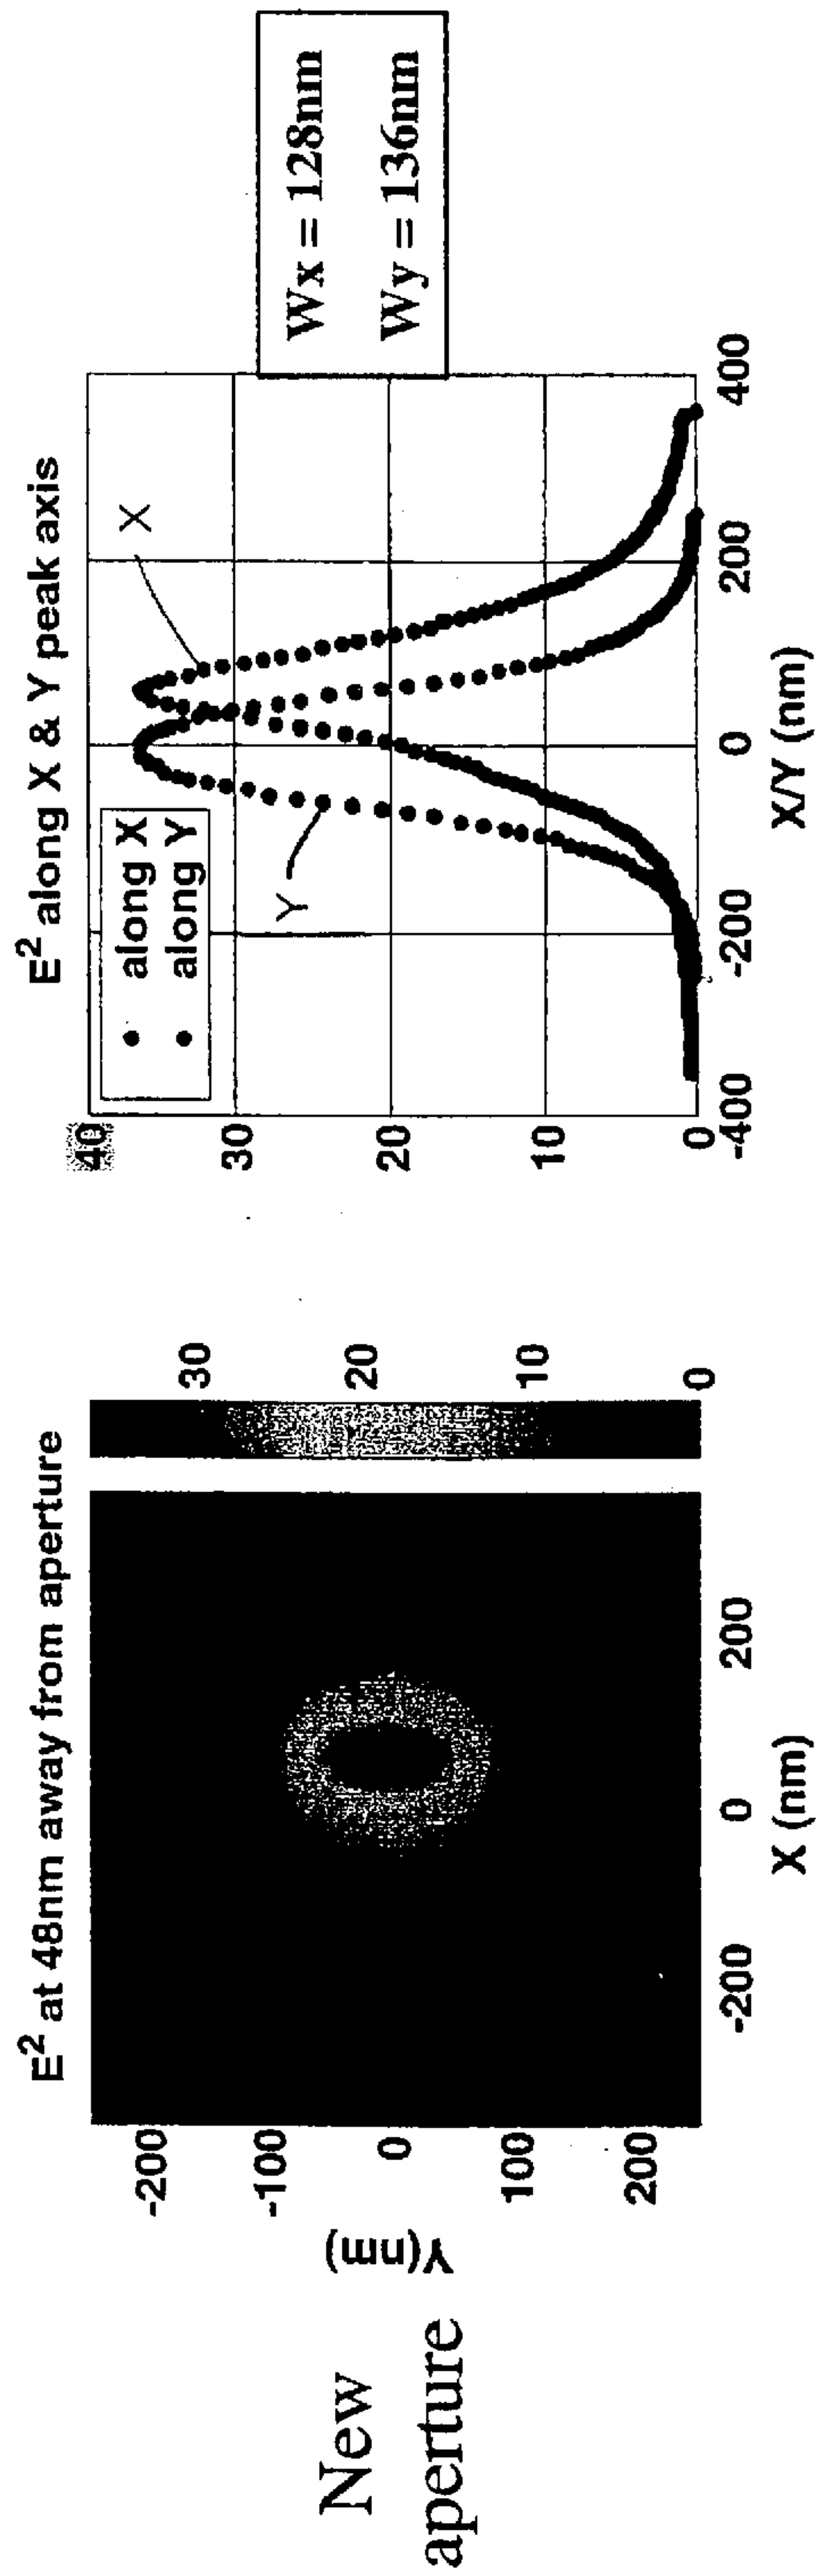 New
aperture
E² at 48nm away from aperture
Y(nm)
-200
-100
0
100
200
-200
0
200
X (nm)
30
20
10
0
E² along X & Y peak axis
along X
along Y
X
Y
40
30
20
10
0
-400
-200
0
200
400
X/Y (nm)
Wx = 128nm
Wy = 136nm